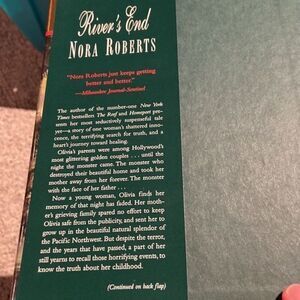 River's End
NORA ROBERTS
"Nora Roberts just keeps getting
better and better."
—Milwaukee Journal-Sentinel
The author of the number-one New York
Times bestsellers The Reef and Homeport pre-
sents her most seductively suspenseful tale
yet—a story of one woman's shattered inno-
cence, the terrifying search for truth, and a
heart's journey toward healing.
Olivia's parents were among Hollywood's
most glittering golden couples . . . until the
night the monster came. The monster who
destroyed their beautiful home and took her
mother away from her forever. The monster
with the face of her father . . .
Now a young woman, Olivia finds her
memory of that night has faded. Her moth-
er's grieving family spared no effort to keep
Olivia safe from the publicity, and sent her to
grow up in the beautiful natural splendor of
the Pacific Northwest. But despite the terror,
and the years that have passed, a part of her
still yearns to recall those horrifying events, to
know the truth about her childhood.
(Continued on back flap)